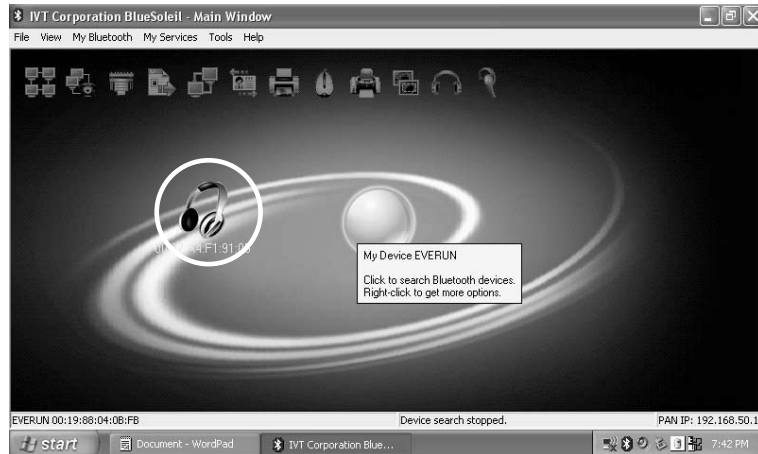 IVT Corporation BlueSoleil - Main Window
File View My Bluetooth My Services Tools Help
My Device EVERUN
Click to search Bluetooth devices.
Right-click to get more options.
EVERUN 00:19:88:04:0B:FB Device search stopped. PAN IP: 192.168.50.1
start Document - WordPad IVT Corporation Blue... 7:42 PM